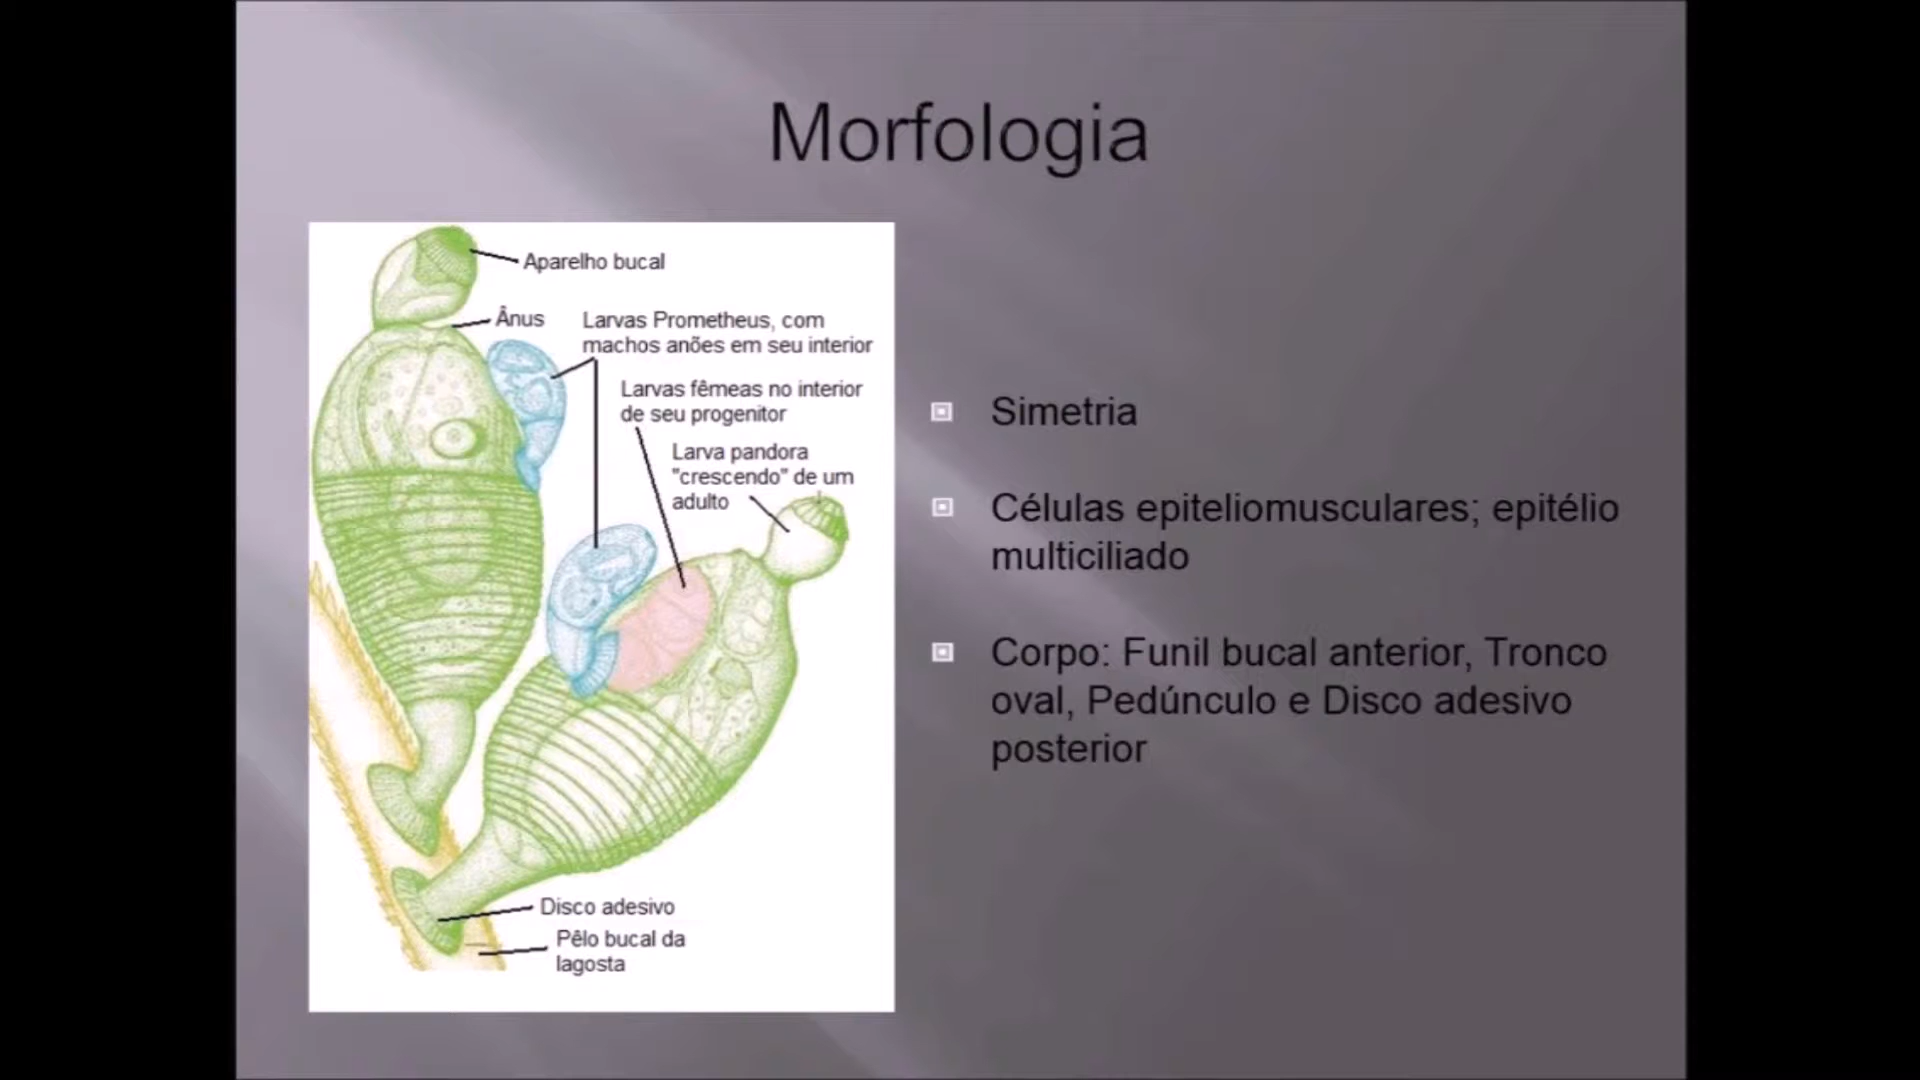 Morfologia
Aparelho bucal
Ânus
Larvas Prometheus, com
machos anões em seu interior
Larvas fêmeas no interior
de seu progenitor
Larva pandora
"crescendo" de um
adulto
Disco adesivo
Pêlo bucal da
lagosta
Simetria
Células epiteliomusculares; epitélio
multiciliado
Corpo: Funil bucal anterior, Tronco
oval, Pedúnculo e Disco adesivo
posterior